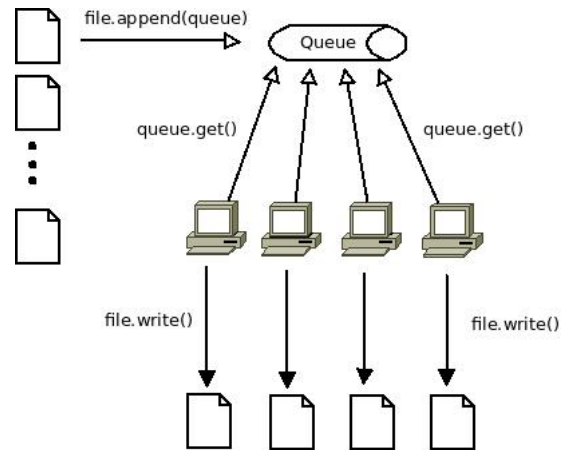 file.append(queue)
Queue
queue.get()
queue.get()
file.write()
file.write()